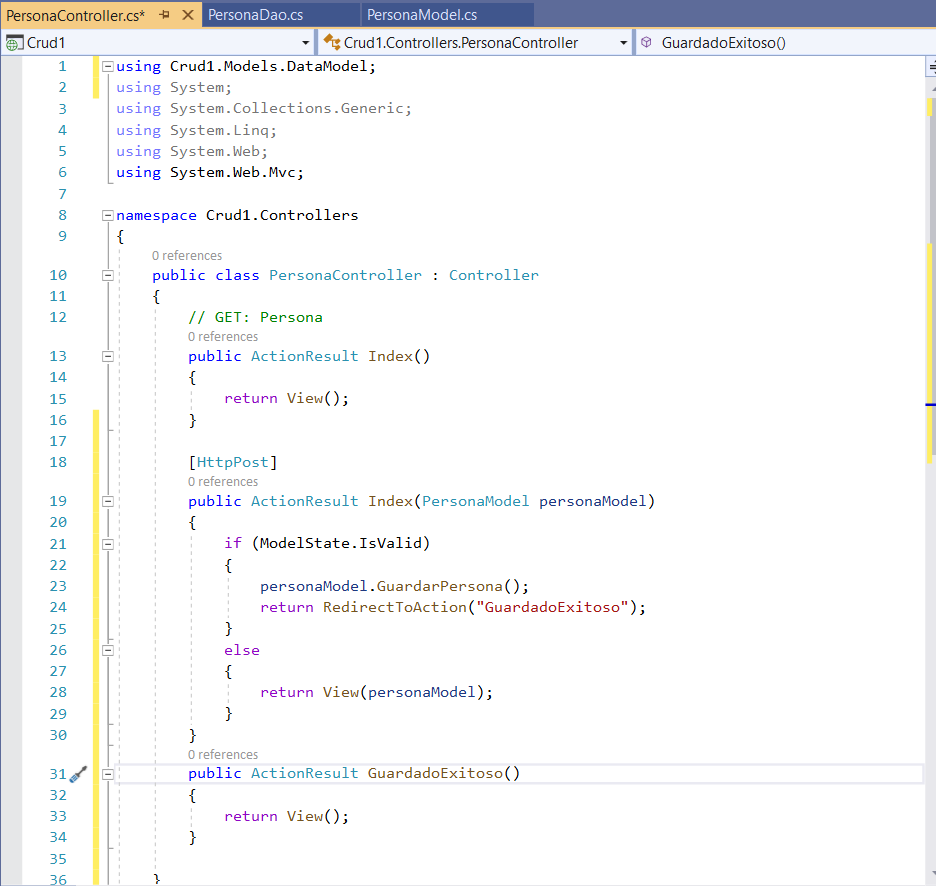 PersonaController.cs* PersonaDao.cs PersonaModel.cs
Crud1 Crud1.Controllers.PersonaController GuardadoExitoso()
1 using Crud1.Models.DataModel;
2 using System;
3 using System.Collections.Generic;
4 using System.Linq;
5 using System.Web;
6 using System.Web.Mvc;
7
8 namespace Crud1.Controllers
9 {
0 references
10 public class PersonaController : Controller
11 {
12 // GET: Persona
0 references
13 public ActionResult Index()
14 {
15 return View();
16 }
17
18 [HttpPost]
0 references
19 public ActionResult Index(PersonaModel personaModel)
20 {
21 if (ModelState.IsValid)
22 {
23 personaModel.GuardarPersona();
24 return RedirectToAction("GuardadoExitoso");
25 }
26 else
27 {
28 return View(personaModel);
29 }
30 }
0 references
31 public ActionResult GuardadoExitoso()
32 {
33 return View();
34 }
35
36 }